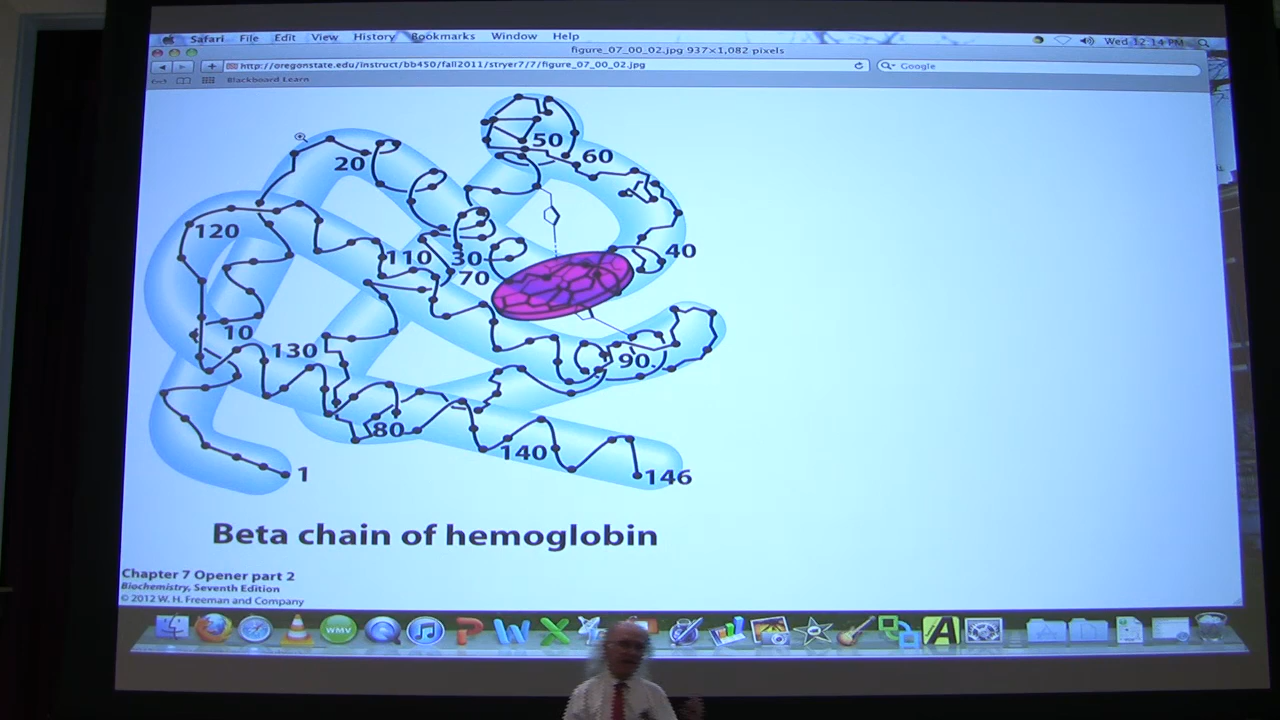 Safari File Edit View History Bookmarks Window Help Wed 12:14 PM
figure_07_00_02.jpg 937×1,082 pixels
http://oregonstate.edu/instruct/bb450/fall2011/stryer7/7/figure_07_00_02.jpg Google
Blackboard Learn
50
60
20
120
110
30
40
70
10
130
90
80
140
1
146
Beta chain of hemoglobin
Chapter 7 Opener part 2
Biochemistry, Seventh Edition
© 2012 W. H. Freeman and Company
WMV